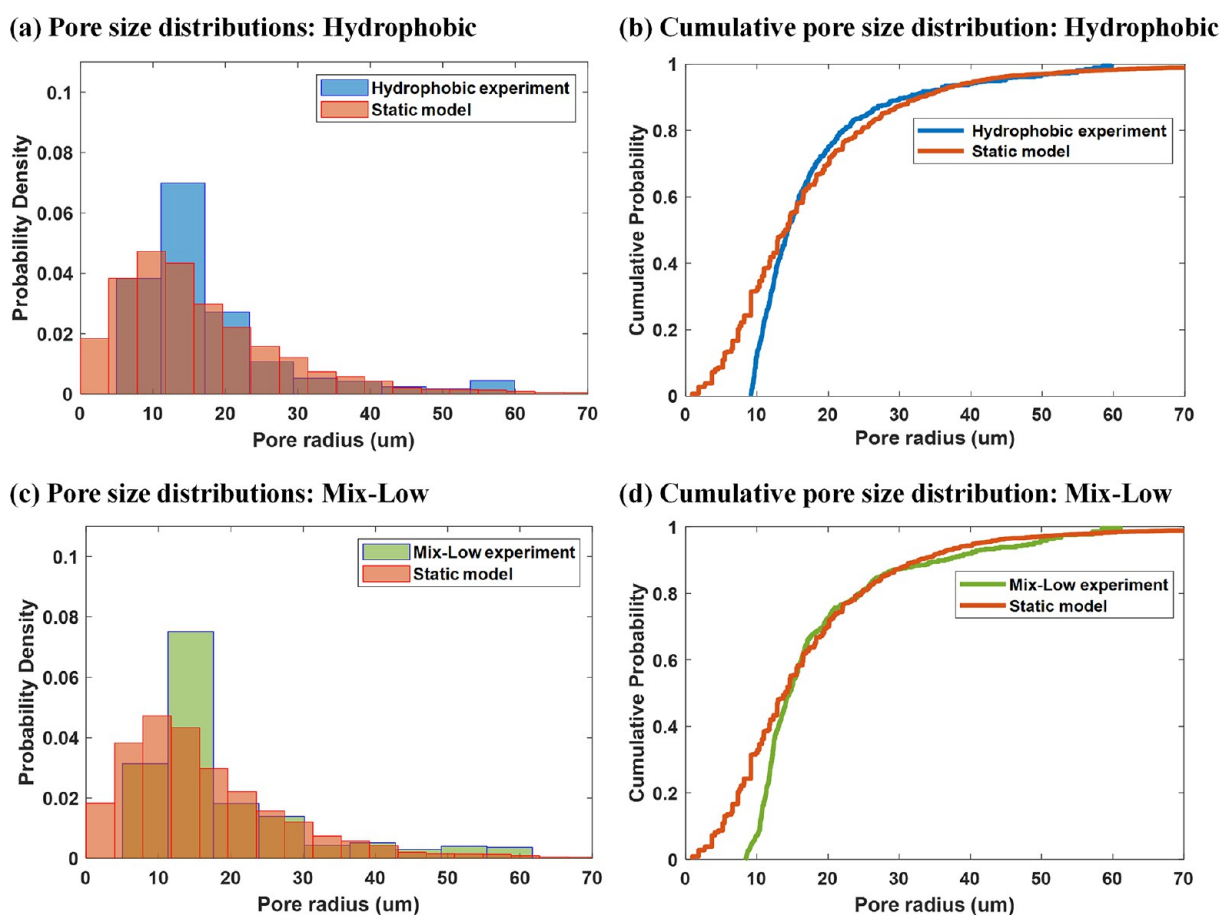 (a) Pore size distributions: Hydrophobic
Hydrophobic experiment
Static model
0.1
0.08
0.06
0.04
0.02
0
Probability Density
0 10 20 30 40 50 60 70
Pore radius (um)
(b) Cumulative pore size distribution: Hydrophobic
Hydrophobic experiment
Static model
1
0.8
0.6
0.4
0.2
0
Cumulative Probability
0 10 20 30 40 50 60 70
Pore radius (um)
(c) Pore size distributions: Mix-Low
Mix-Low experiment
Static model
0.1
0.08
0.06
0.04
0.02
0
Probability Density
0 10 20 30 40 50 60 70
Pore radius (um)
(d) Cumulative pore size distribution: Mix-Low
Mix-Low experiment
Static model
1
0.8
0.6
0.4
0.2
0
Cumulative Probability
0 10 20 30 40 50 60 70
Pore radius (um)